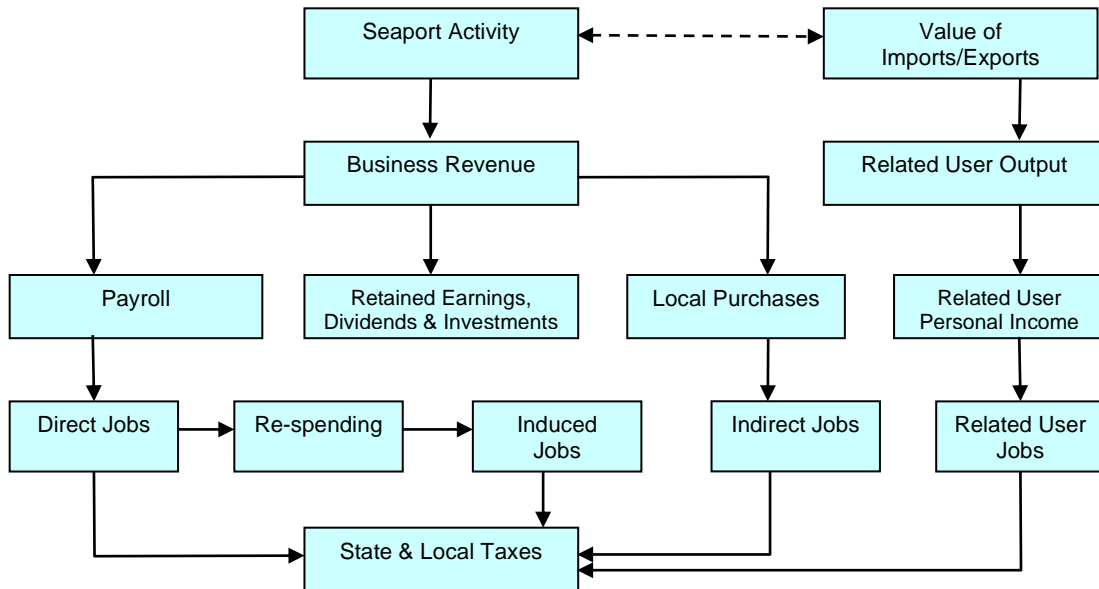 Seaport Activity
Value of
Imports/Exports
Business Revenue
Related User Output
Payroll
Retained Earnings,
Dividends & Investments
Local Purchases
Related User
Personal Income
Direct Jobs
Re-spending
Induced
Jobs
Indirect Jobs
Related User
Jobs
State & Local Taxes